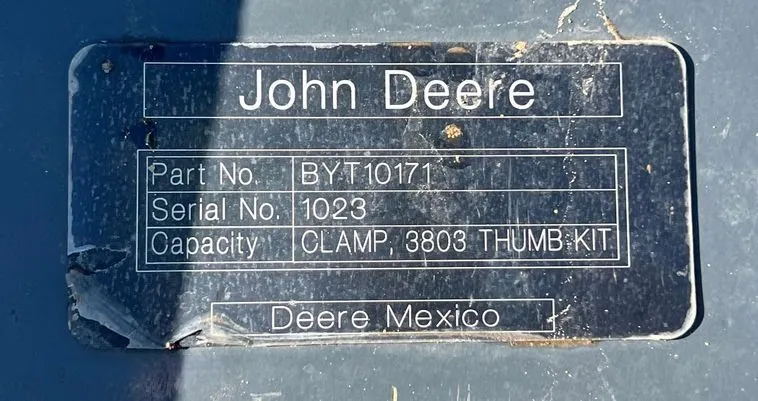 John Deere
Part No. BYT10171
Serial No. 1023
Capacity CLAMP, 3803 THUMB KIT
Deere Mexico